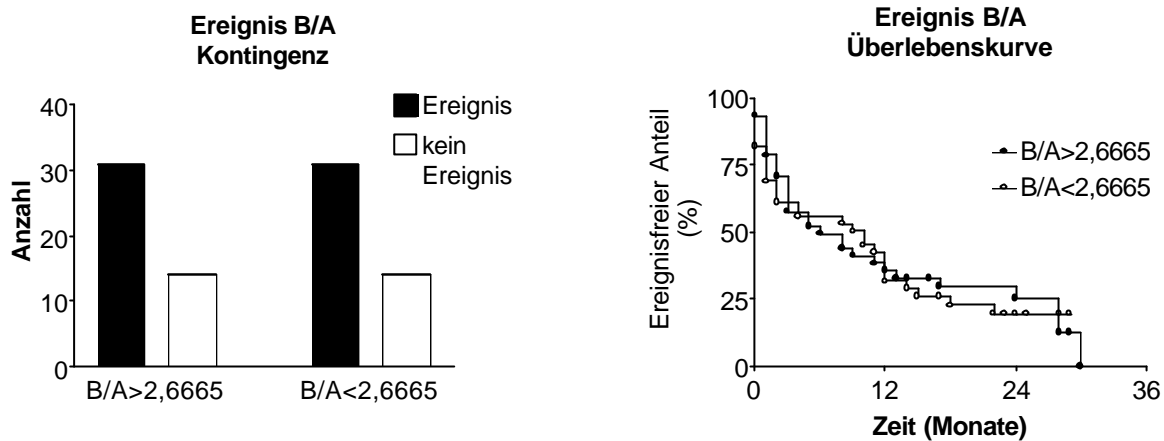 Ereignis B/A
Kontingenz
40
30
20
10
0
Anzahl
Ereignis
kein
Ereignis
B/A>2,6665
B/A<2,6665
Ereignis B/A
Überlebenskurve
100
75
50
25
0
Ereignisfreier Anteil
(%)
B/A>2,6665
B/A<2,6665
0
12
24
36
Zeit (Monate)